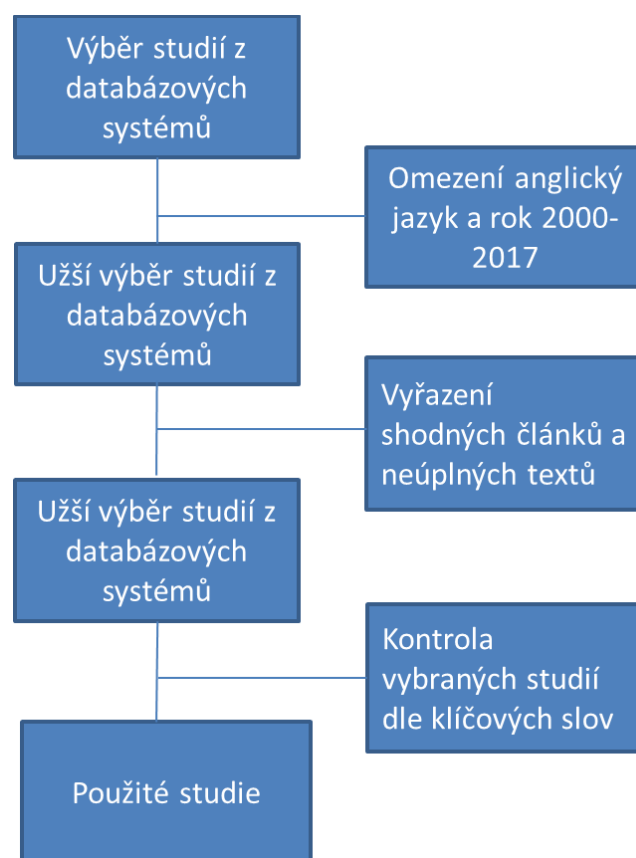 Výběr studií z
databázových
systémů
Omezení anglický
jazyk a rok 2000-
2017
Užší výběr studií z
databázových
systémů
Vyřazení
shodných článků a
neúplných textů
Užší výběr studií z
databázových
systémů
Kontrola
vybraných studií
dle klíčových slov
Použité studie